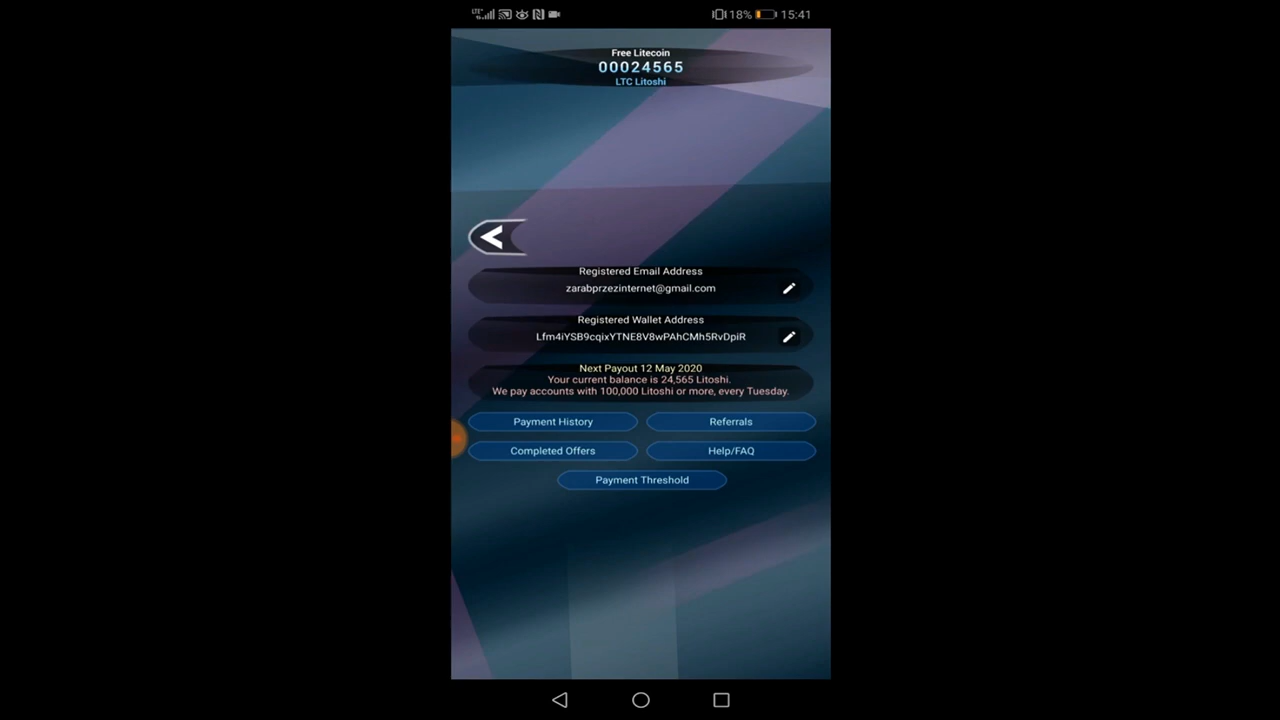 LTE 18% 15:41
Free Litecoin
00024565
LTC Litoshi
Registered Email Address
zarabprzezinternet@gmail.com
Registered Wallet Address
Lfm4iYSB9cqixYTNE8V8wPAhCMh5RvDpiR
Next Payout 12 May 2020
Your current balance is 24,565 Litoshi.
We pay accounts with 100,000 Litoshi or more, every Tuesday.
Payment History Referrals
Completed Offers Help/FAQ
Payment Threshold